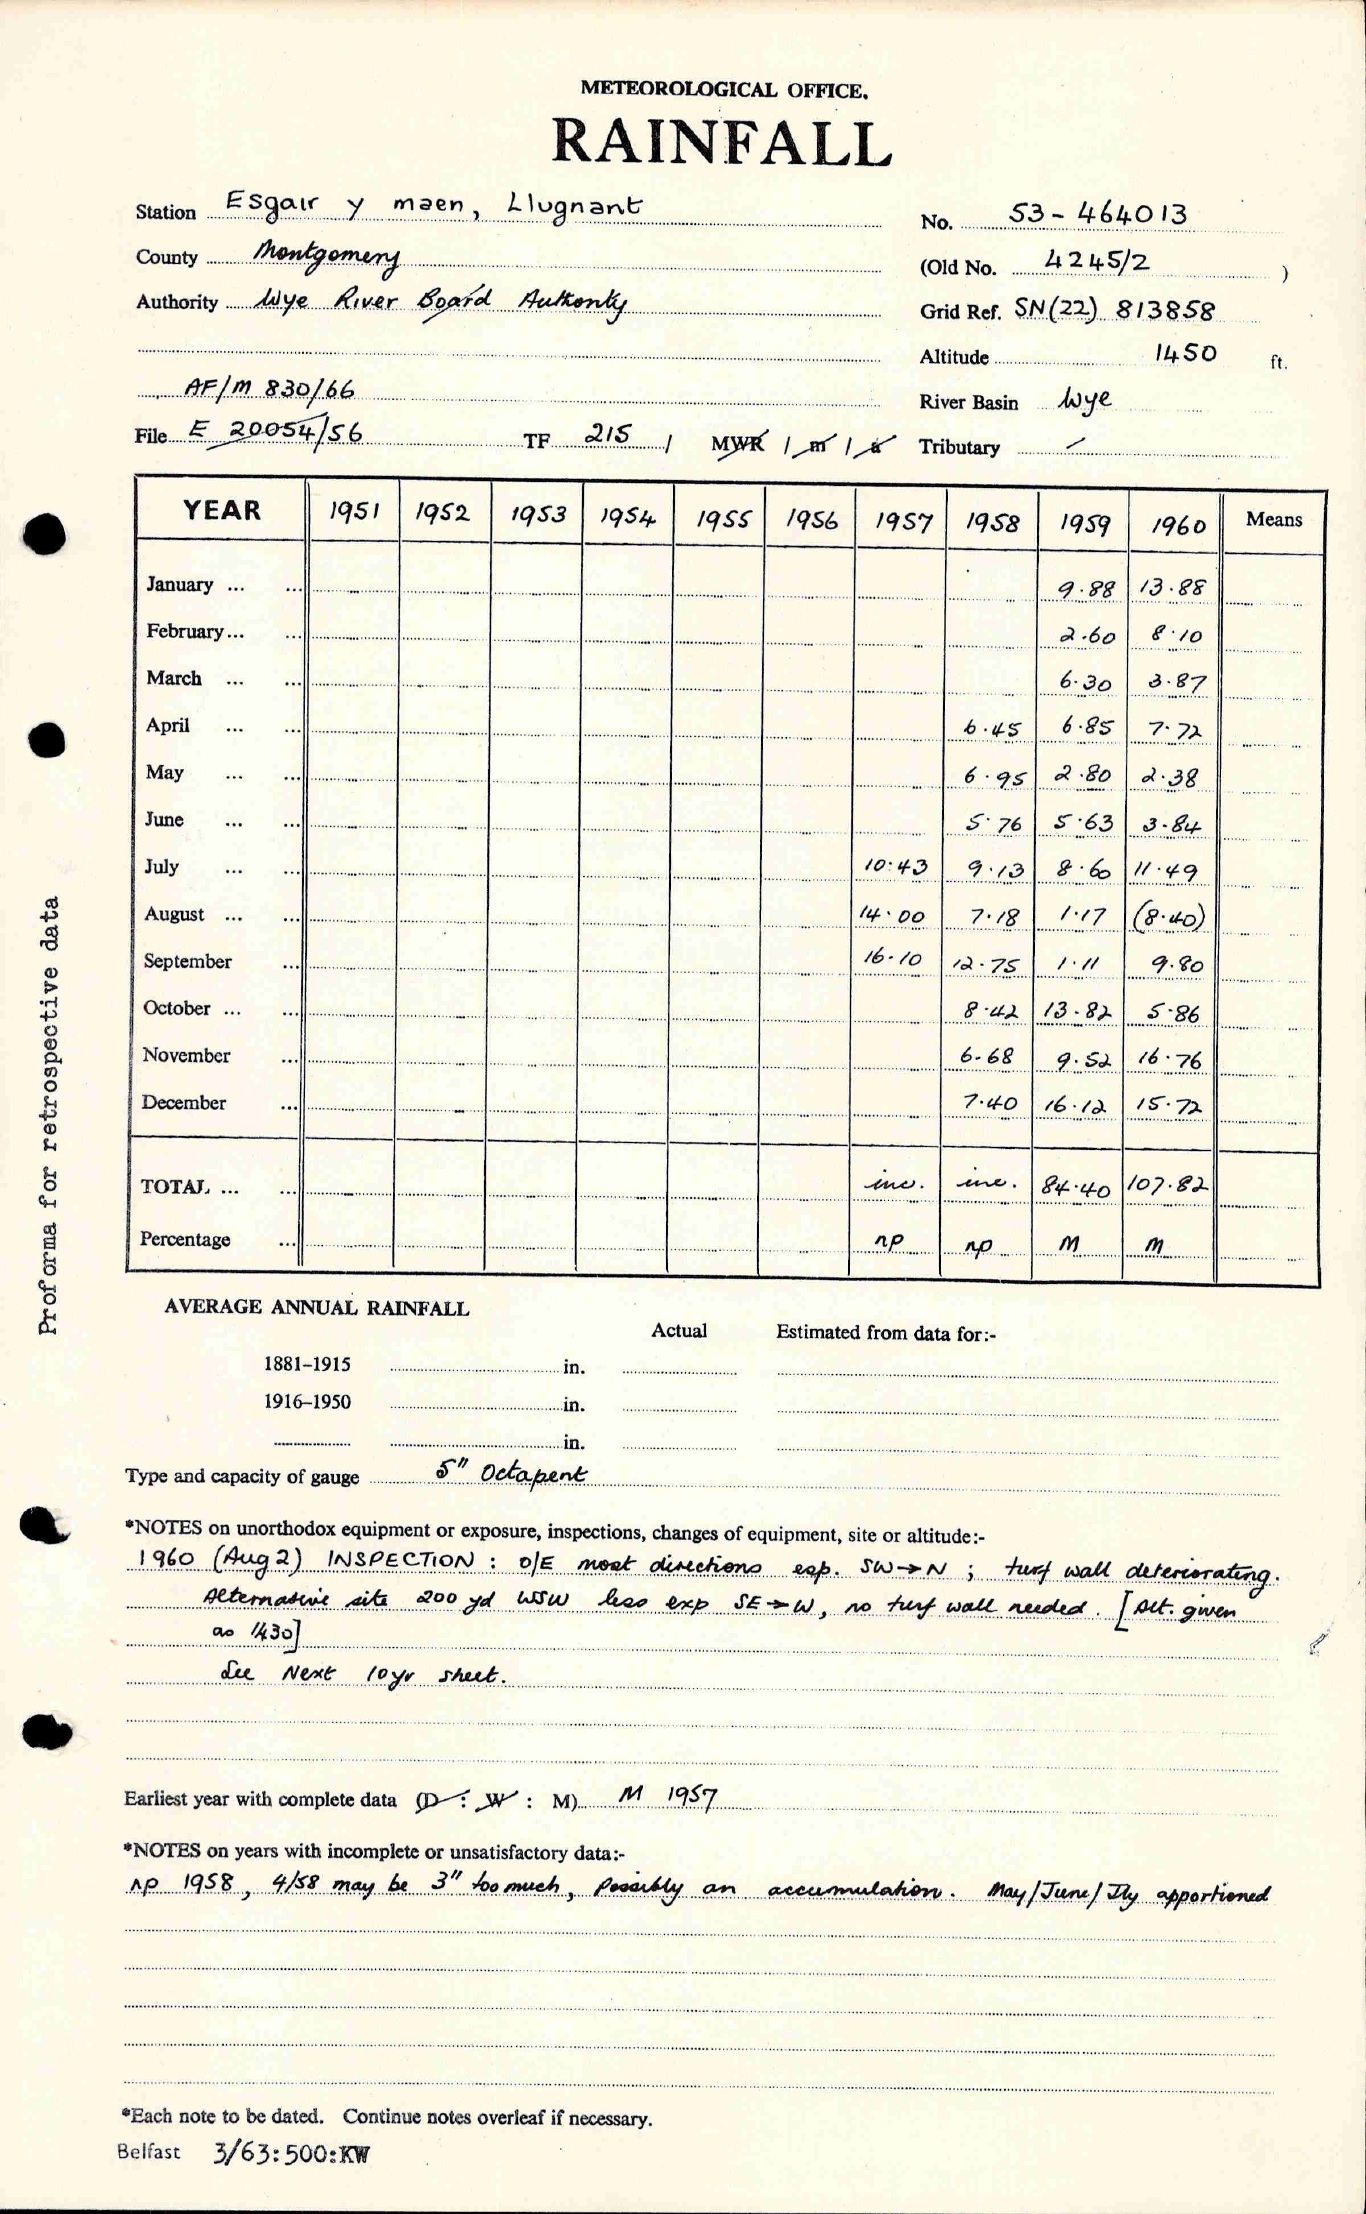 METEOROLOGICAL OFFICE.
RAINFALL
Station Esgair y maen, Llugnant
No. 53-464013
County Montgomery
(Old No. 4245/2 )
Authority Wye River Board Authority
Grid Ref. SN(22) 813858
Altitude 1450 ft.
AF/M 830/66
River Basin Wye
File E 20054/56 TF 215 / MWR / m / a Tributary /
YEAR 1951 1952 1953 1954 1955 1956 1957 1958 1959 1960 Means
January ... ... 9.88 13.88
February ... ... 2.60 8.10
March ... ... 6.30 3.87
April ... ... 6.45 6.85 7.72
May ... ... 6.95 2.80 2.38
June ... ... 5.76 5.63 3.84
July ... ... 10.43 9.13 8.60 11.49
August ... ... 14.00 7.18 1.17 (8.40)
September ... 16.10 12.75 1.11 9.80
October ... ... 8.42 13.82 5.86
November ... 6.68 9.52 16.76
December ... 7.40 16.12 15.72
TOTAL ... ... inc. inc. 84.40 107.82
Percentage ... np np M M
Proforma for retrospective data
AVERAGE ANNUAL RAINFALL
Actual Estimated from data for:-
1881-1915 in.
1916-1950 in.
in.
Type and capacity of gauge 5" Octapent
*NOTES on unorthodox equipment or exposure, inspections, changes of equipment, site or altitude:-
1960 (Aug 2) INSPECTION : O/E most directions esp. SW→N ; turf wall deteriorating.
Alternative site 200 yd WSW less exp SE→W, no turf wall needed. [Alt. given
as 1430]
See Next 10yr sheet.
Earliest year with complete data (D : W : M) M 1957
*NOTES on years with incomplete or unsatisfactory data:-
np 1958, 4/58 may be 3" too much, possibly an accumulation. May/June/Jly apportioned
*Each note to be dated. Continue notes overleaf if necessary.
Belfast 3/63:500:KW